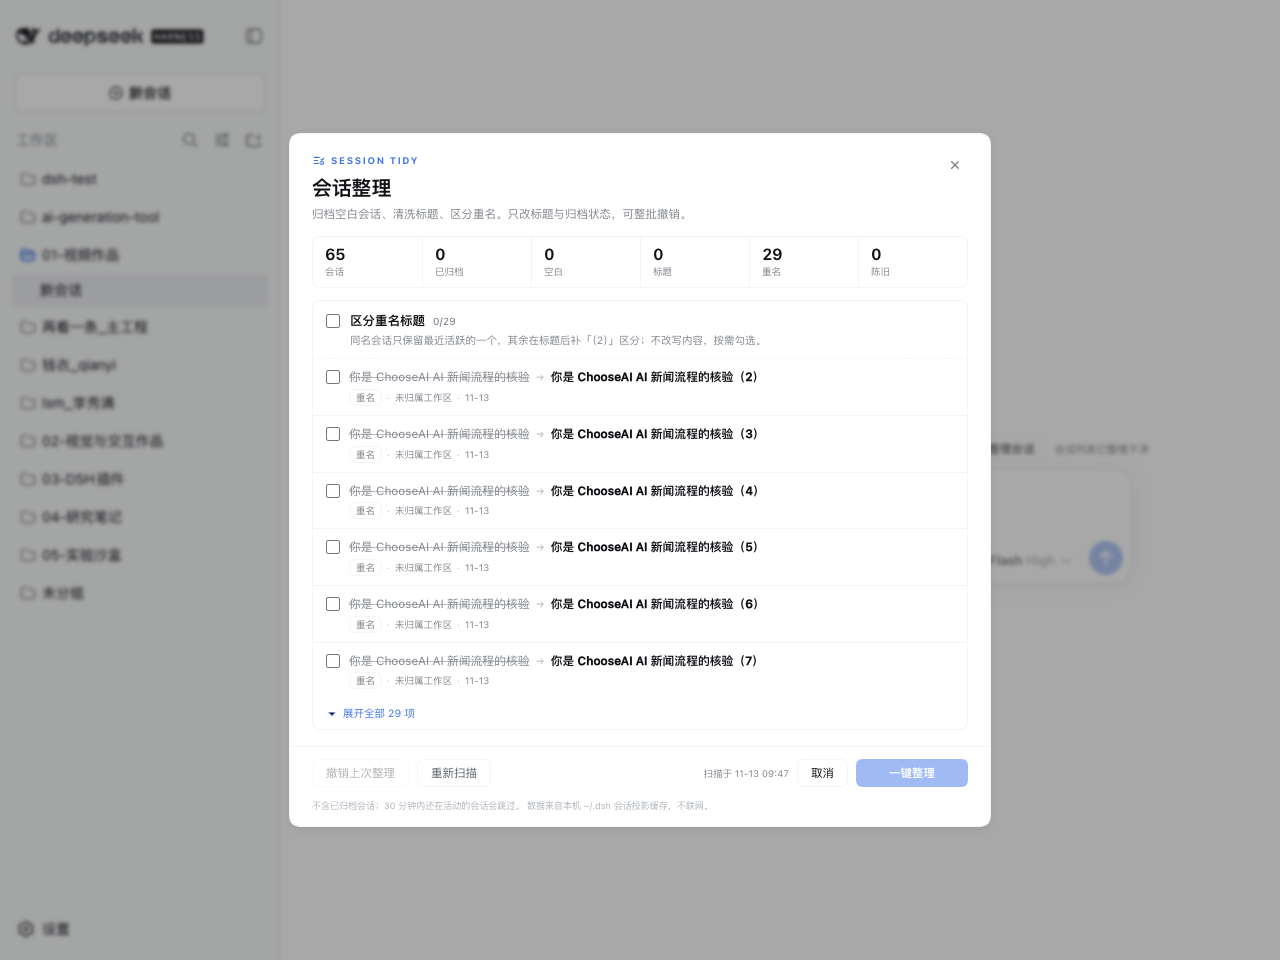 deepseek HARNESS
新会话
工作区
dsh-test
ai-generation-tool
01-视频作品
新会话
再看一条_主工程
钱衣_qianyi
lsm_李秀满
02-视觉与交互作品
03-DSH 插件
04-研究笔记
05-实验沙盒
未分组
设置
SESSION TIDY
会话整理
归档空白会话、清洗标题、区分重名。只改标题与归档状态，可整批撤销。
65 0 0 0 29 0
会话 已归档 空白 标题 重名 陈旧
区分重名标题 0/29
同名会话只保留最近活跃的一个，其余在标题后补「(2)」区分；不改写内容，按需勾选。
你是 ChooseAI AI 新闻流程的核验 → 你是 ChooseAI AI 新闻流程的核验（2）
重名 · 未归属工作区 · 11-13
你是 ChooseAI AI 新闻流程的核验 → 你是 ChooseAI AI 新闻流程的核验（3）
重名 · 未归属工作区 · 11-13
你是 ChooseAI AI 新闻流程的核验 → 你是 ChooseAI AI 新闻流程的核验（4）
重名 · 未归属工作区 · 11-13
你是 ChooseAI AI 新闻流程的核验 → 你是 ChooseAI AI 新闻流程的核验（5）
重名 · 未归属工作区 · 11-13
你是 ChooseAI AI 新闻流程的核验 → 你是 ChooseAI AI 新闻流程的核验（6）
重名 · 未归属工作区 · 11-13
你是 ChooseAI AI 新闻流程的核验 → 你是 ChooseAI AI 新闻流程的核验（7）
重名 · 未归属工作区 · 11-13
展开全部 29 项
撤销上次整理 重新扫描 扫描于 11-13 09:47 取消 一键整理
不含已归档会话；30 分钟内还在活动的会话会跳过。 数据来自本机 ~/.dsh 会话投影缓存，不联网。
整理会话 会话列表已整理干净
Flash High